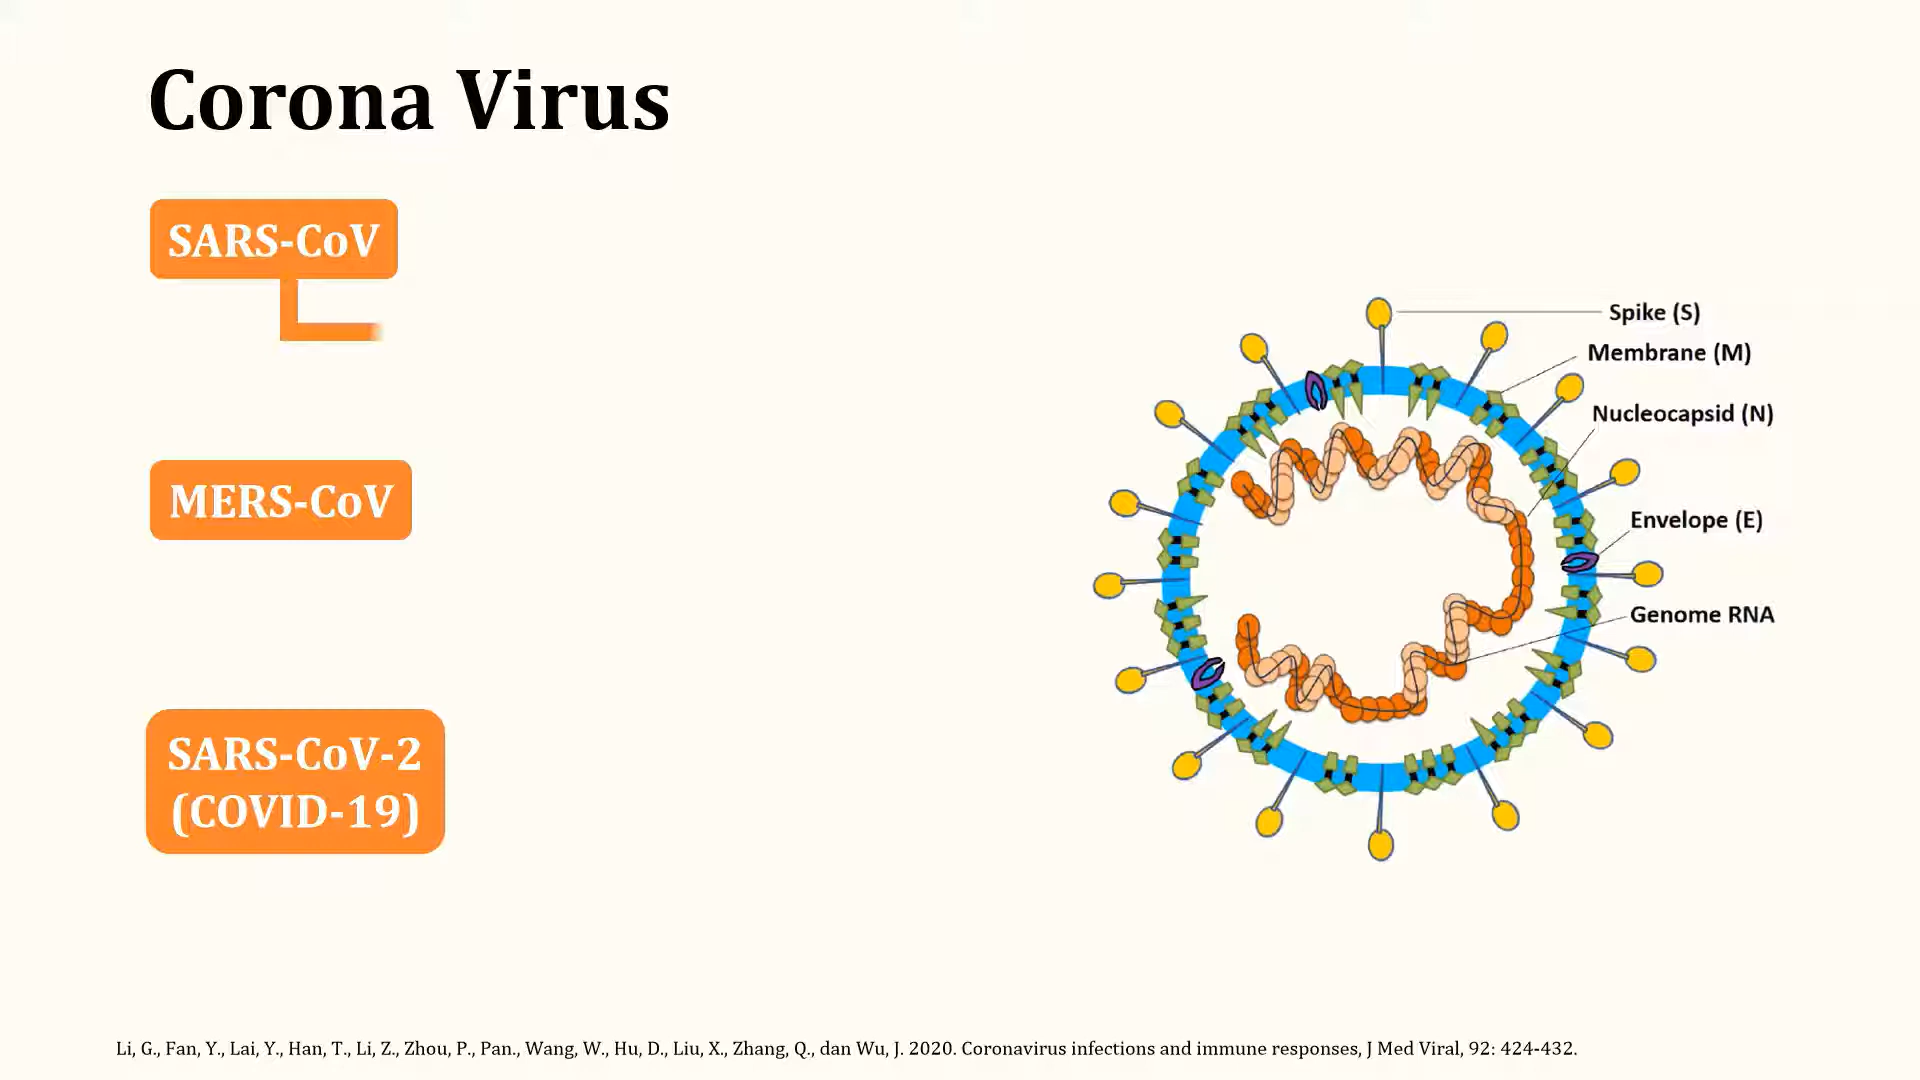 Corona Virus
SARS-CoV
MERS-CoV
SARS-CoV-2
(COVID-19)
Spike (S)
Membrane (M)
Nucleocapsid (N)
Envelope (E)
Genome RNA
Li, G., Fan, Y., Lai, Y., Han, T., Li, Z., Zhou, P., Pan., Wang, W., Hu, D., Liu, X., Zhang, Q., dan Wu, J. 2020. Coronavirus infections and immune responses, J Med Viral, 92: 424-432.